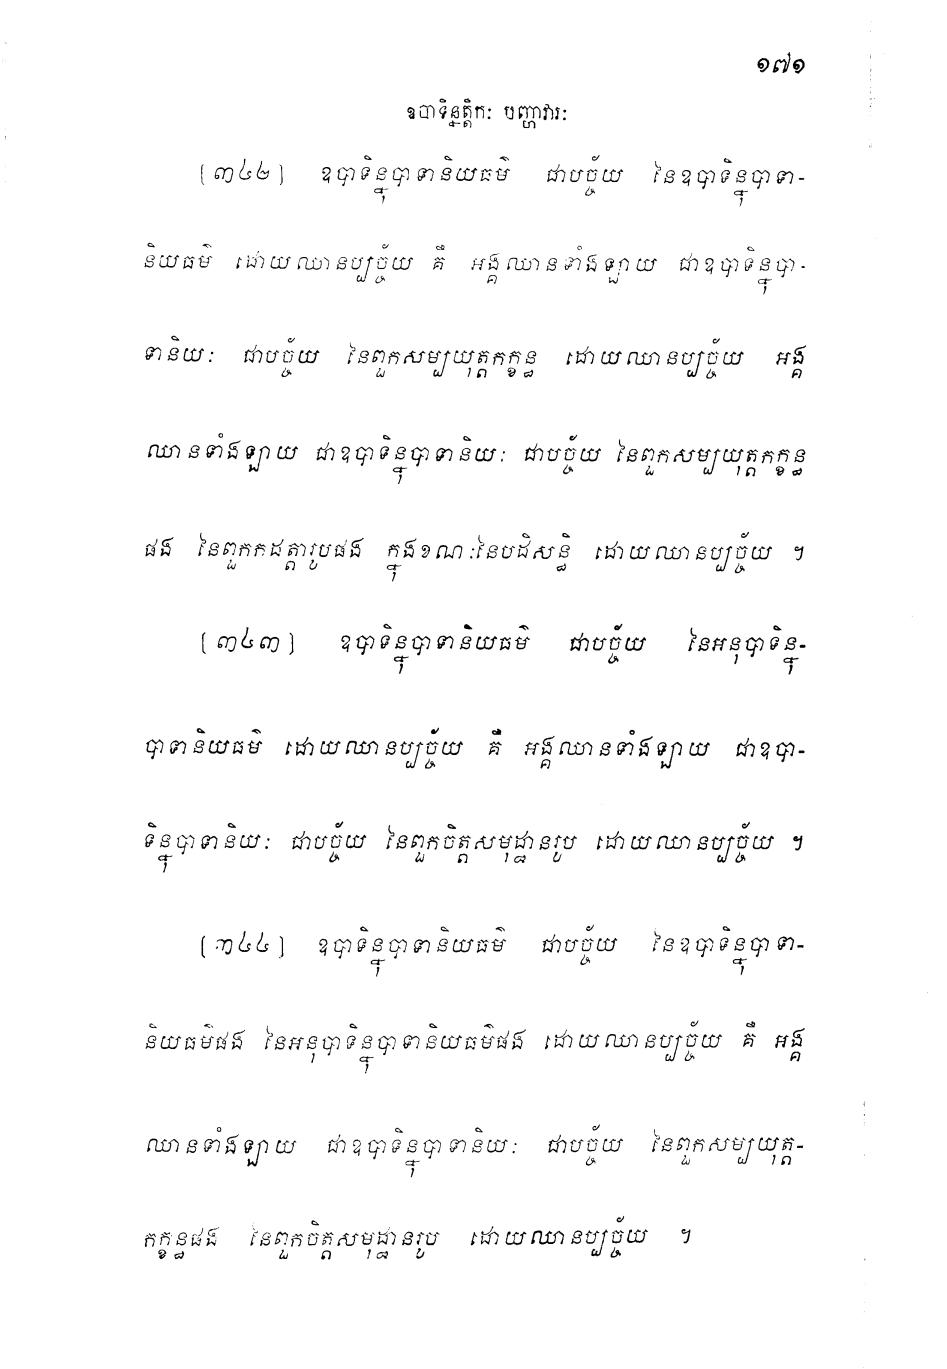 ១៧១
ឧបាទិន្នត្តិកៈ បញ្ហាវារៈ
[៣៤២] ឧបាទិន្នុបាទានិយធម៌ ជាបច្ច័យ នៃឧបាទិន្នុបាទា-
និយធម៌ ដោយឈានប្បច្ច័យ គឺ អង្គឈានទាំងឡាយ ជាឧបាទិន្នុបា-
ទានិយៈ ជាបច្ច័យ នៃពួកសម្បយុត្តកក្ខន្ធ ដោយឈានប្បច្ច័យ អង្គ
ឈានទាំងឡាយ ជាឧបាទិន្នុបាទានិយៈ ជាបច្ច័យ នៃពួកសម្បយុត្តកក្ខន្ធ
ផង នៃពួកកដត្តារូបផង ក្នុងខណៈនៃបដិសន្ធិ ដោយឈានប្បច្ច័យ ។
[៣៤៣] ឧបាទិន្នុបាទានិយធម៌ ជាបច្ច័យ នៃអនុបាទិន្នុ-
បាទានិយធម៌ ដោយឈានប្បច្ច័យ គឺ អង្គឈានទាំងឡាយ ជាឧបា-
ទិន្នុបាទានិយៈ ជាបច្ច័យ នៃពួកចិត្តសមុដ្ឋានរូប ដោយឈានប្បច្ច័យ ។
[៣៤៤] ឧបាទិន្នុបាទានិយធម៌ ជាបច្ច័យ នៃឧបាទិន្នុបាទា-
និយធម៌ផង នៃអនុបាទិន្នុបាទានិយធម៌ផង ដោយឈានប្បច្ច័យ គឺ អង្គ
ឈានទាំងឡាយ ជាឧបាទិន្នុបាទានិយៈ ជាបច្ច័យ នៃពួកសម្បយុត្ត-
កក្ខន្ធផង នៃពួកចិត្តសមុដ្ឋានរូប ដោយឈានប្បច្ច័យ ។